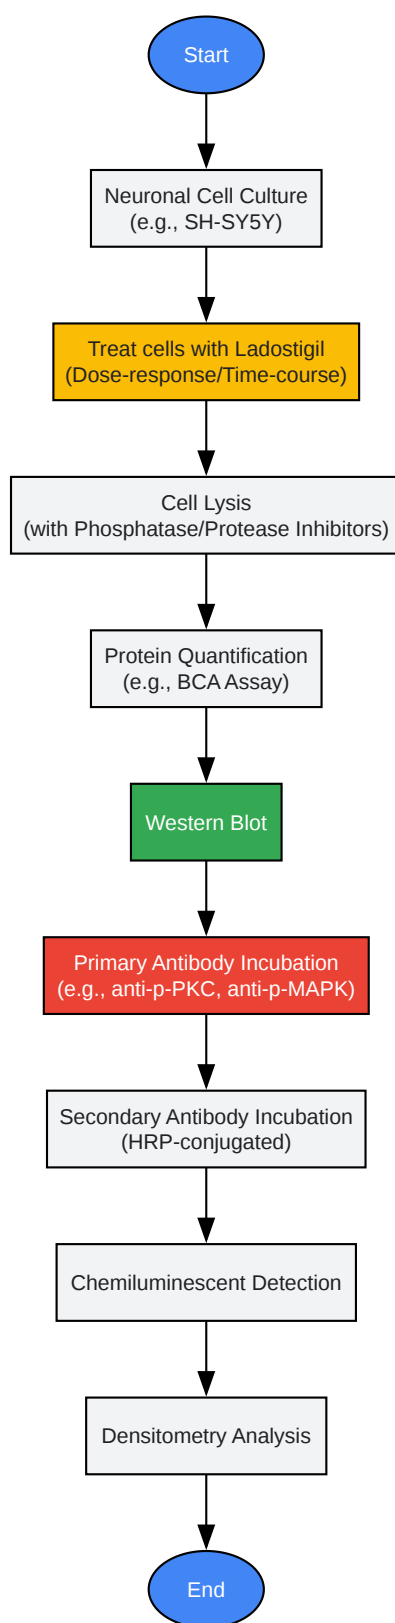 Start
Neuronal Cell Culture
(e.g., SH-SY5Y)
Treat cells with Ladostigil
(Dose-response/Time-course)
Cell Lysis
(with Phosphatase/Protease Inhibitors)
Protein Quantification
(e.g., BCA Assay)
Western Blot
Primary Antibody Incubation
(e.g., anti-p-PKC, anti-p-MAPK)
Secondary Antibody Incubation
(HRP-conjugated)
Chemiluminescent Detection
Densitometry Analysis
End